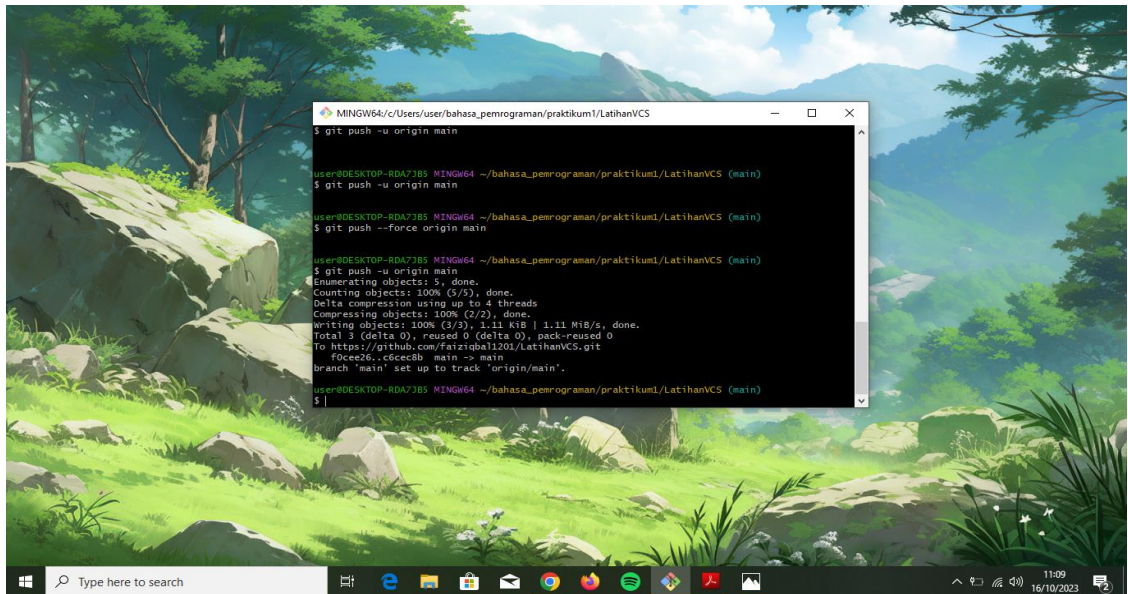 MINGW64:/c/Users/user/bahasa_pemrograman/praktikum1/LatihanVCS
$ git push -u origin main
user@DESKTOP-RDA7JB5 MINGW64 ~/bahasa_pemrograman/praktikum1/LatihanVCS (main)
$ git push -u origin main
user@DESKTOP-RDA7JB5 MINGW64 ~/bahasa_pemrograman/praktikum1/LatihanVCS (main)
$ git push --force origin main
user@DESKTOP-RDA7JB5 MINGW64 ~/bahasa_pemrograman/praktikum1/LatihanVCS (main)
$ git push -u origin main
Enumerating objects: 5, done.
Counting objects: 100% (5/5), done.
Delta compression using up to 4 threads
Compressing objects: 100% (2/2), done.
Writing objects: 100% (3/3), 1.11 KiB | 1.11 MiB/s, done.
Total 3 (delta 0), reused 0 (delta 0), pack-reused 0
To https://github.com/faiziqbal1201/LatihanVCS.git
f0cee26..c6cec8b main -> main
branch 'main' set up to track 'origin/main'.
user@DESKTOP-RDA7JB5 MINGW64 ~/bahasa_pemrograman/praktikum1/LatihanVCS (main)
$
Type here to search
11:09
16/10/2023
2